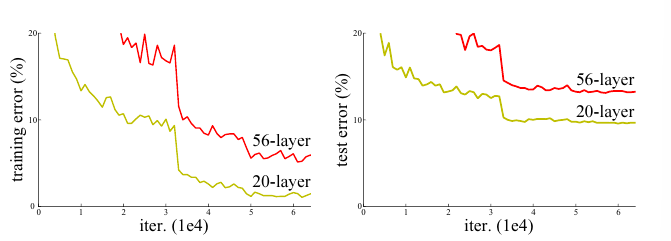 training error (%)
20
10
0
56-layer
20-layer
0 1 2 3 4 5 6
iter. (1e4)
test error (%)
20
10
0
56-layer
20-layer
0 1 2 3 4 5 6
iter. (1e4)